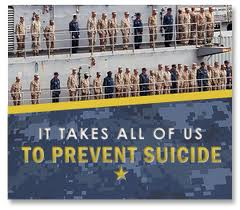 IT TAKES ALL OF US
TO PREVENT SUICIDE